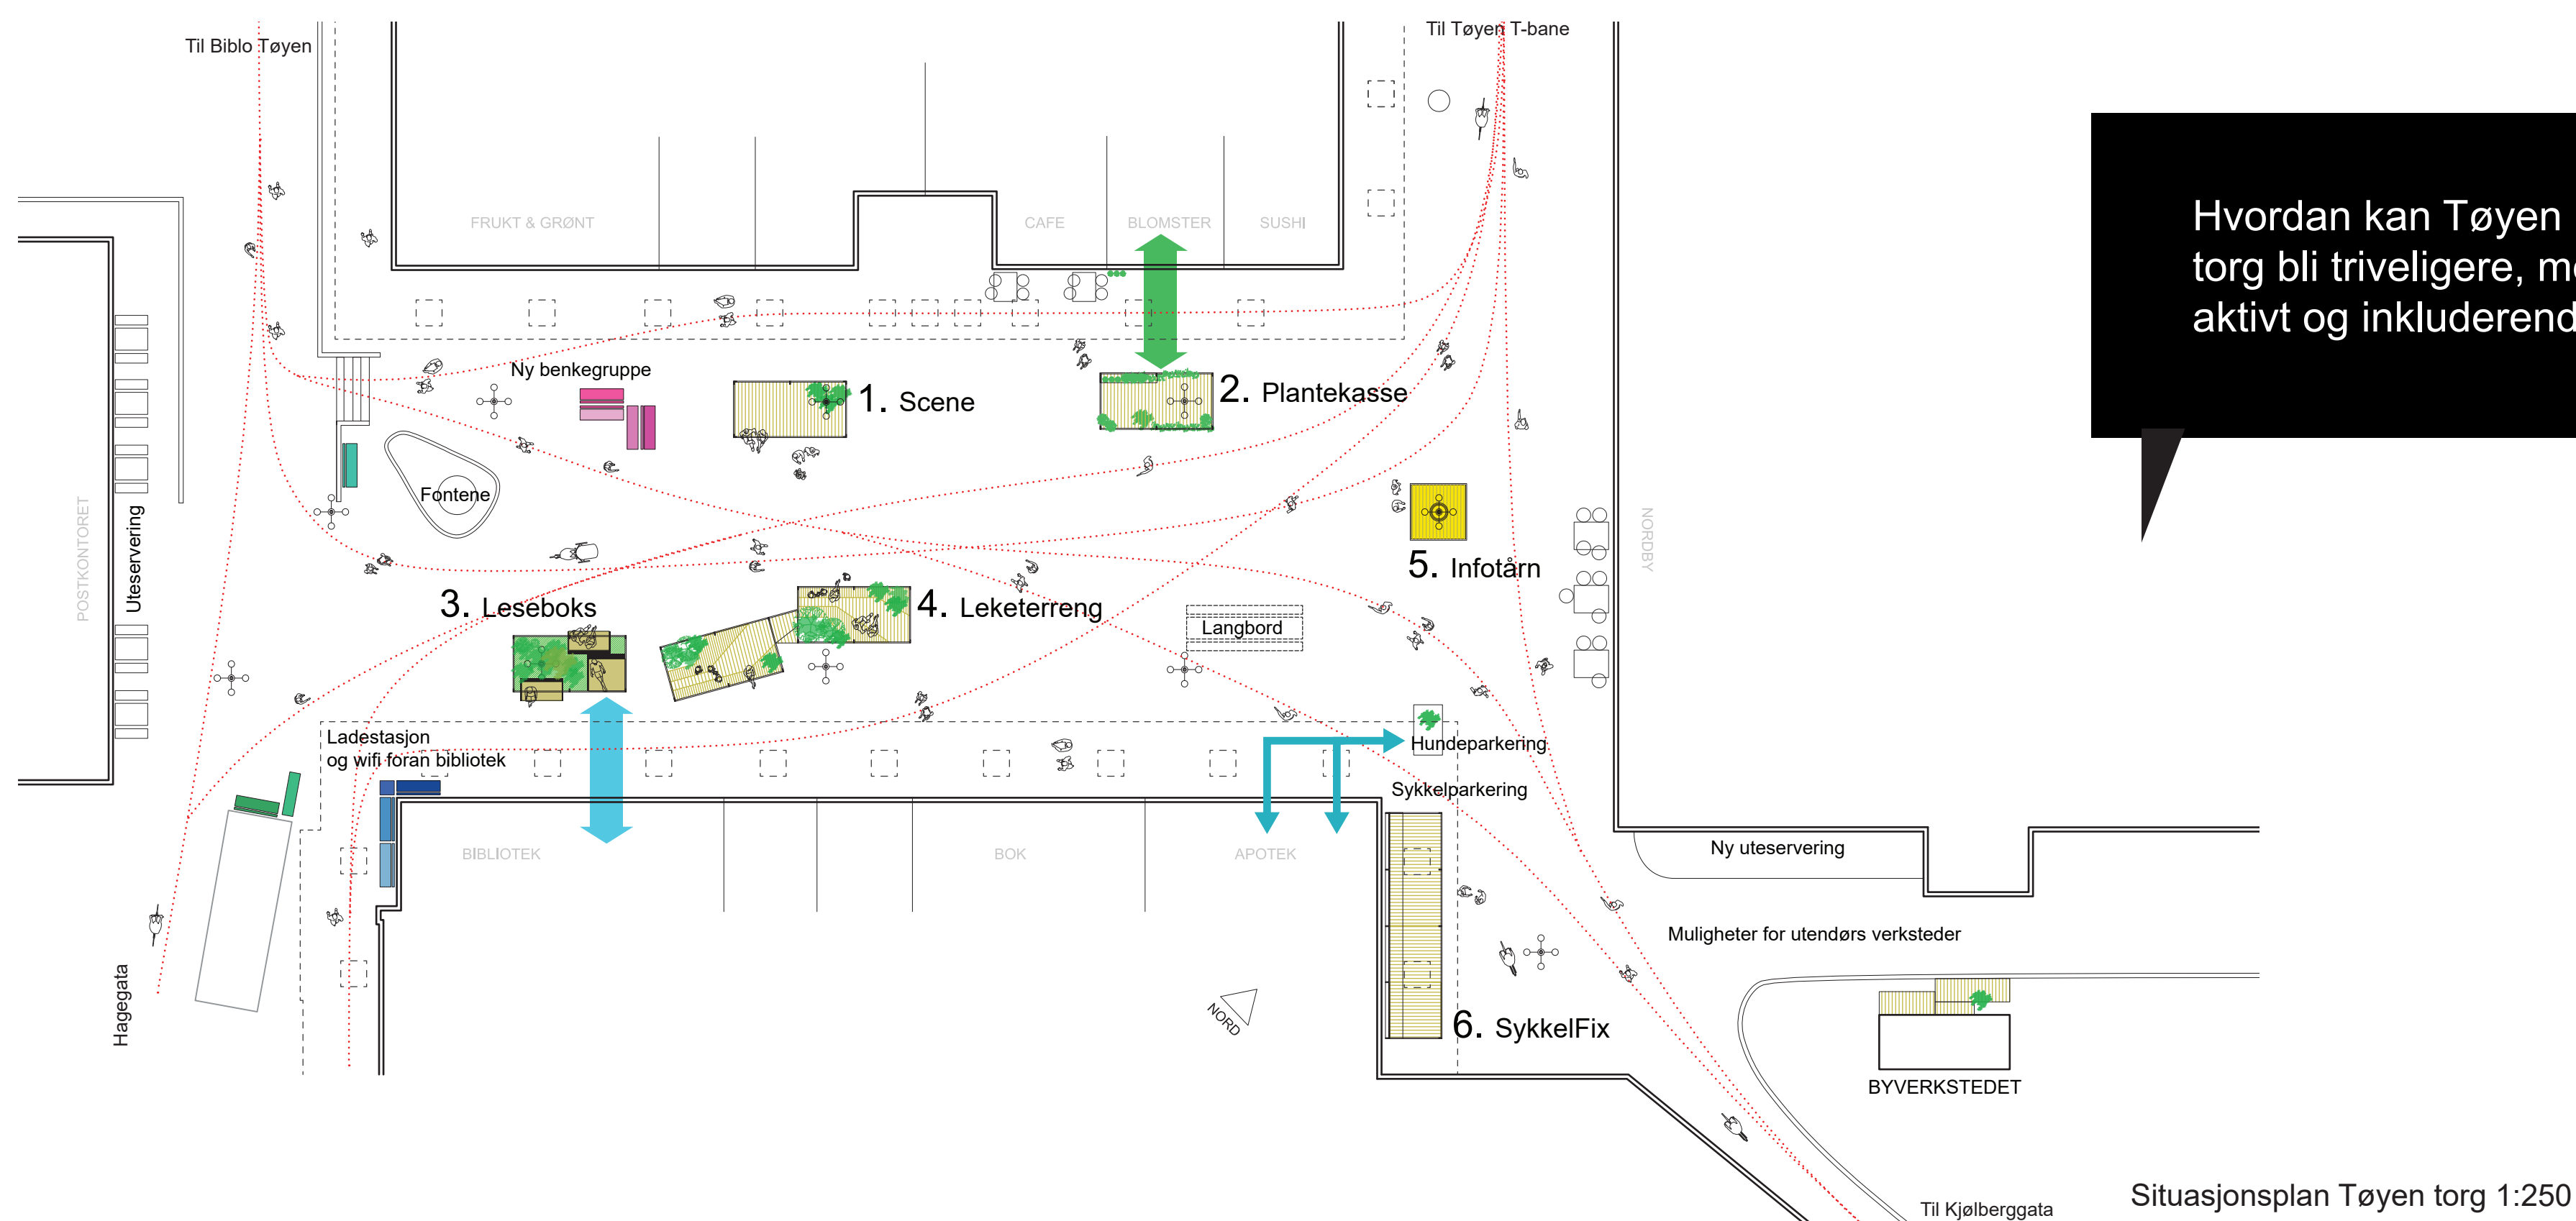 Til Biblo Tøyen
Til Tøyen T-bane
Hvordan kan Tøyen
torg bli triveligere,
aktivt og
FRUKT & GRØNT
CAFE
BLOMSTER
SUSHI
Ny benkegruppe
1. Scene
2. Plantekasse
Fontene
POSTKONTORET
Uteservering
NORDBY
5. Infotårn
3. Leseboks
4. Leketerreng
Langbord
Ladestasjon
og wifi foran bibliotek
Hundeparkering
Sykkelparkering
BIBLIOTEK
BOK
APOTEK
Ny uteservering
Muligheter for utendørs verksteder
Hagegata
NORD
6. SykkelFix
BYVERKSTEDET
Til Kjølberggata
Situasjonsplan Tøyen torg 1:250